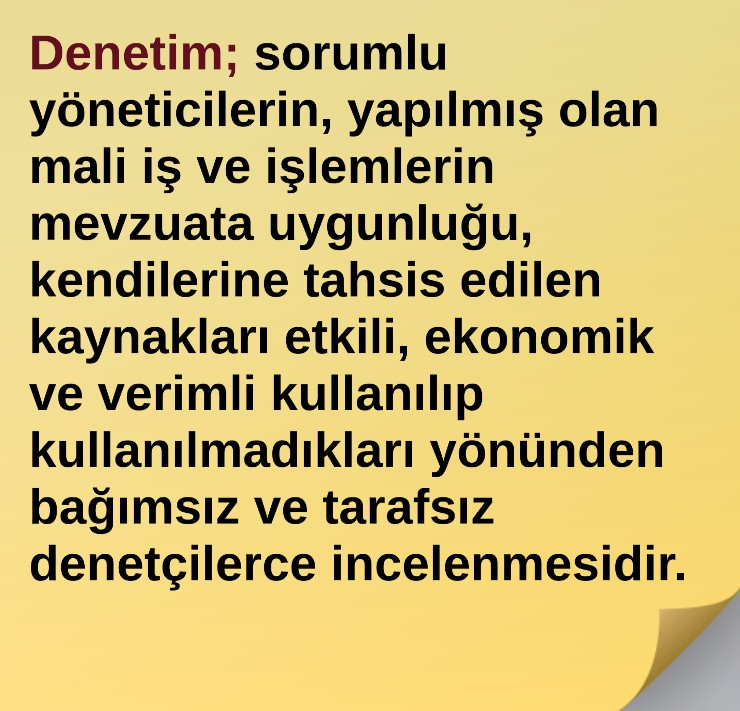 Denetim; sorumlu
yöneticilerin, yapılmış olan
mali iş ve işlemlerin
mevzuata uygunluğu,
kendilerine tahsis edilen
kaynakları etkili, ekonomik
ve verimli kullanılıp
kullanılmadıkları yönünden
bağımsız ve tarafsız
denetçilerce incelenmesidir.